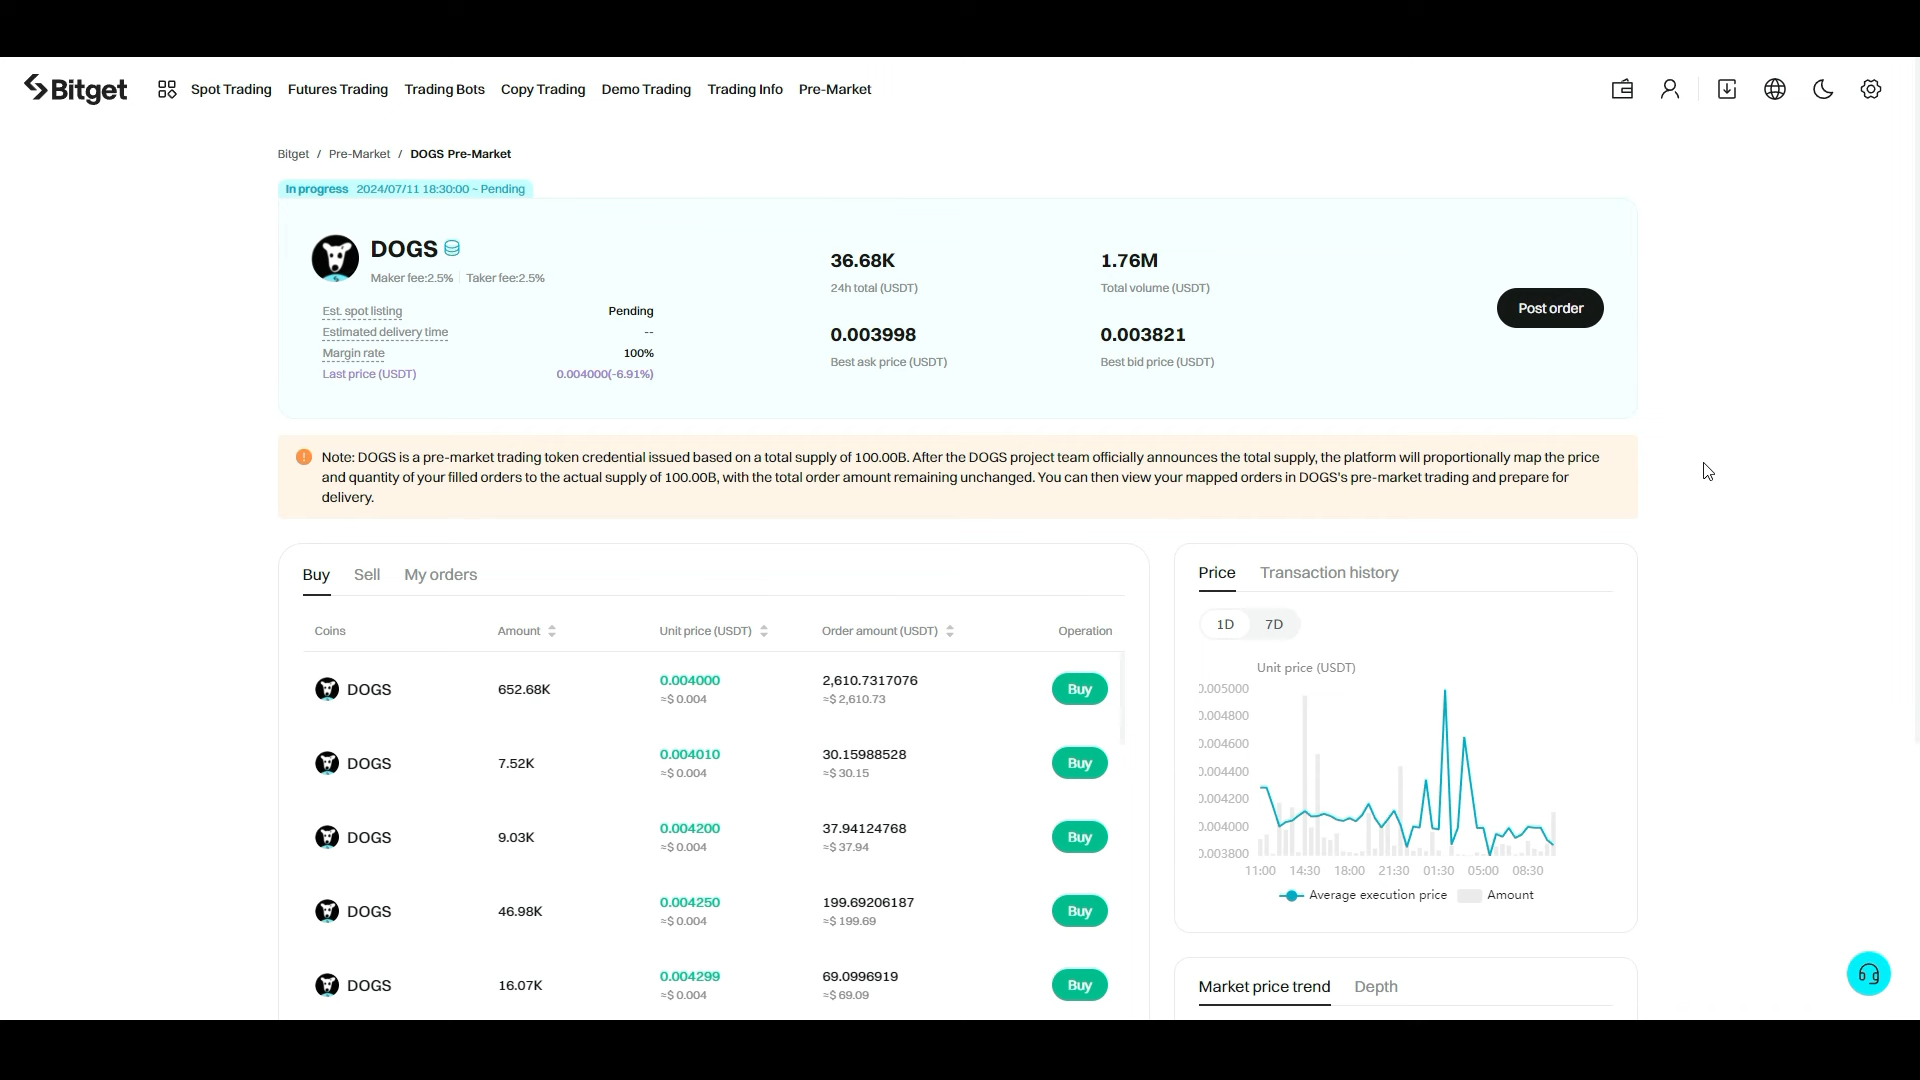 Bitget
Spot Trading Futures Trading Trading Bots Copy Trading Demo Trading Trading Info Pre-Market
Bitget / Pre-Market / DOGS Pre-Market
In progress 2024/07/11 18:30:00 ~ Pending
DOGS
Maker fee:2.5% Taker fee:2.5%
Est. spot listing Pending
Estimated delivery time --
Margin rate 100%
Last price (USDT) 0.004000(-6.91%)
36.68K
24h total (USDT)
1.76M
Total volume (USDT)
0.003998
Best ask price (USDT)
0.003821
Best bid price (USDT)
Post order
Note: DOGS is a pre-market trading token credential issued based on a total supply of 100.00B. After the DOGS project team officially announces the total supply, the platform will proportionally map the price
and quantity of your filled orders to the actual supply of 100.00B, with the total order amount remaining unchanged. You can then view your mapped orders in DOGS's pre-market trading and prepare for
delivery.
Buy Sell My orders
Coins Amount Unit price (USDT) Order amount (USDT) Operation
DOGS 652.68K 0.004000 2,610.7317076 Buy
≈$ 0.004 ≈$ 2,610.73
DOGS 7.52K 0.004010 30.15988528 Buy
≈$ 0.004 ≈$ 30.15
DOGS 9.03K 0.004200 37.94124768 Buy
≈$ 0.004 ≈$ 37.94
DOGS 46.98K 0.004250 199.69206187 Buy
≈$ 0.004 ≈$ 199.69
DOGS 16.07K 0.004299 69.0996919 Buy
≈$ 0.004 ≈$ 69.09
Price Transaction history
1D 7D
Unit price (USDT)
0.005000
0.004800
0.004600
0.004400
0.004200
0.004000
0.003800
11:00 14:30 18:00 21:30 01:30 05:00 08:30
Average execution price Amount
Market price trend Depth